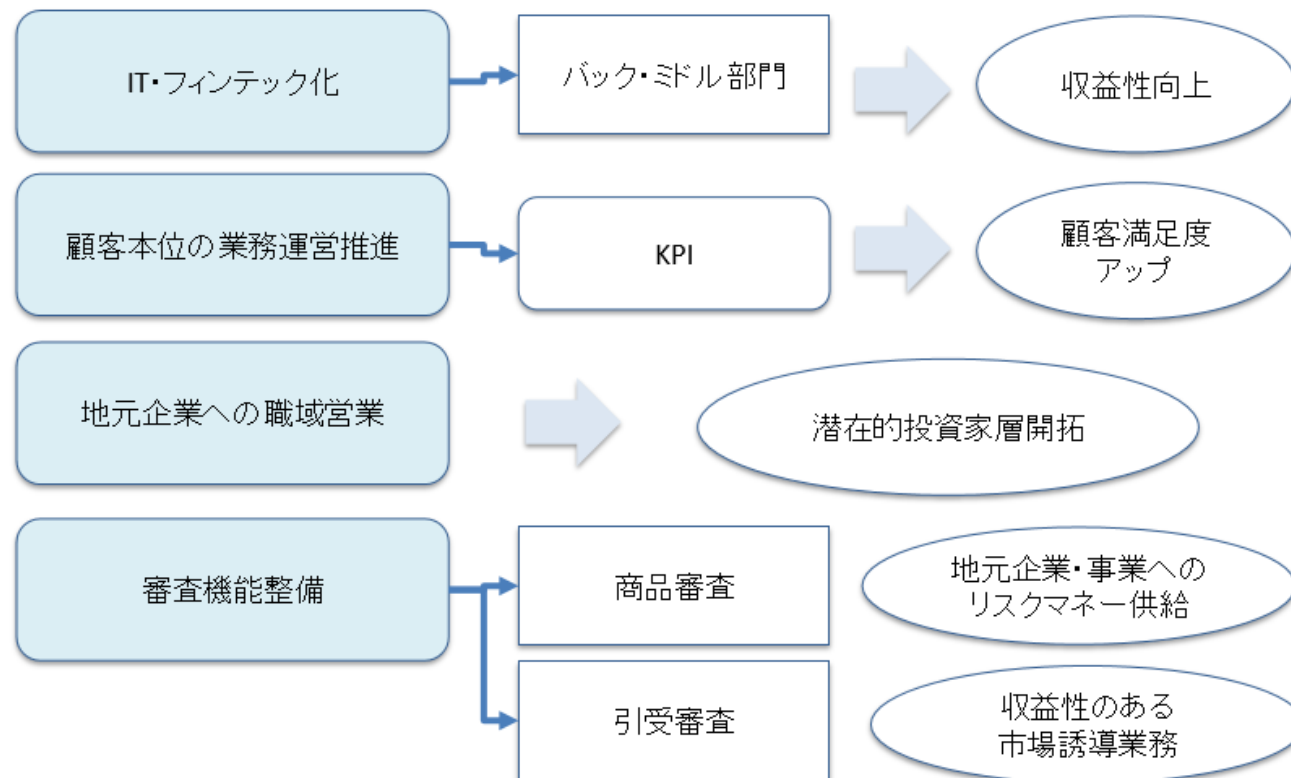 IT・フィンテック化
バック・ミドル部門
収益性向上
顧客本位の業務運営推進
KPI
顧客満足度
アップ
地元企業への職域営業
潜在的投資家層開拓
審査機能整備
商品審査
地元企業・事業への
リスクマネー供給
引受審査
収益性のある
市場誘導業務